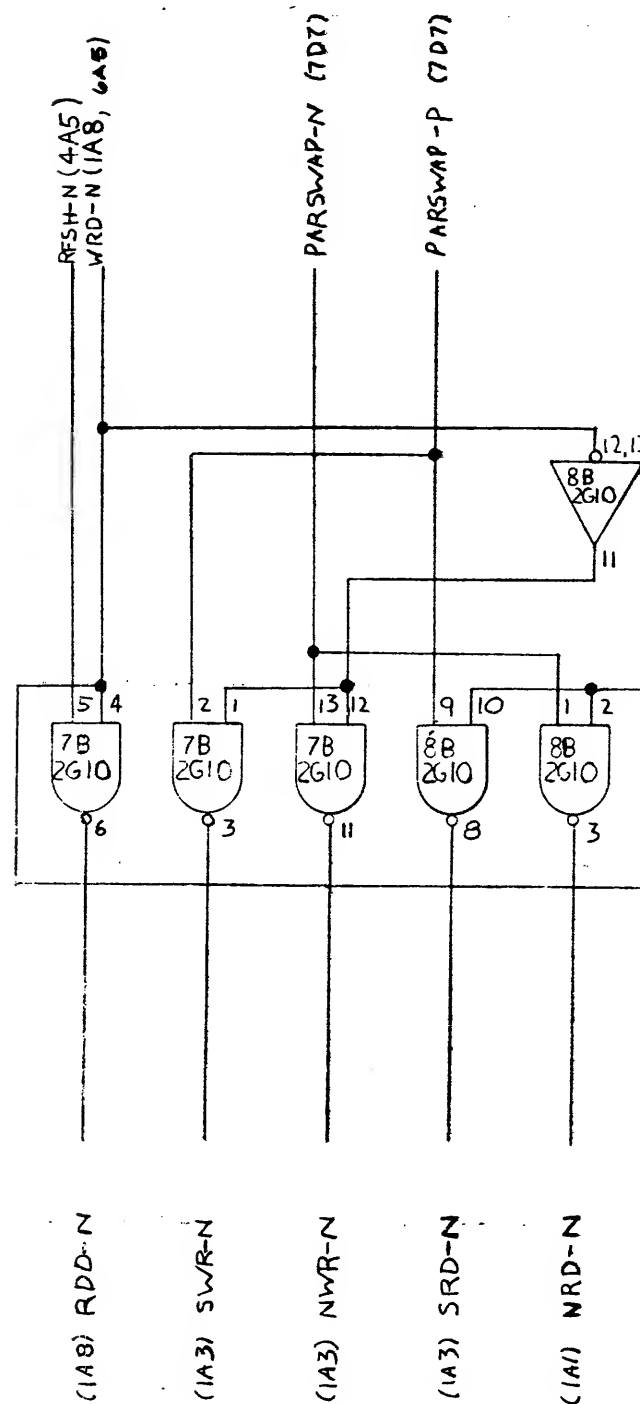 RFSH-N (4A5)
WRD-N (1A8, 6A5)
PARSWAP-N (7D7)
PARSWAP-P (7D7)
12,13
8B
2G10
11
5 4
7B
2G10
6
2 1
7B
2G10
3
13 12
7B
2G10
11
9 10
8B
2G10
8
1 2
8B
2G10
3
(1A8) RDD-N
(1A3) SWR-N
(1A3) NWR-N
(1A3) SRD-N
(1A1) NRD-N